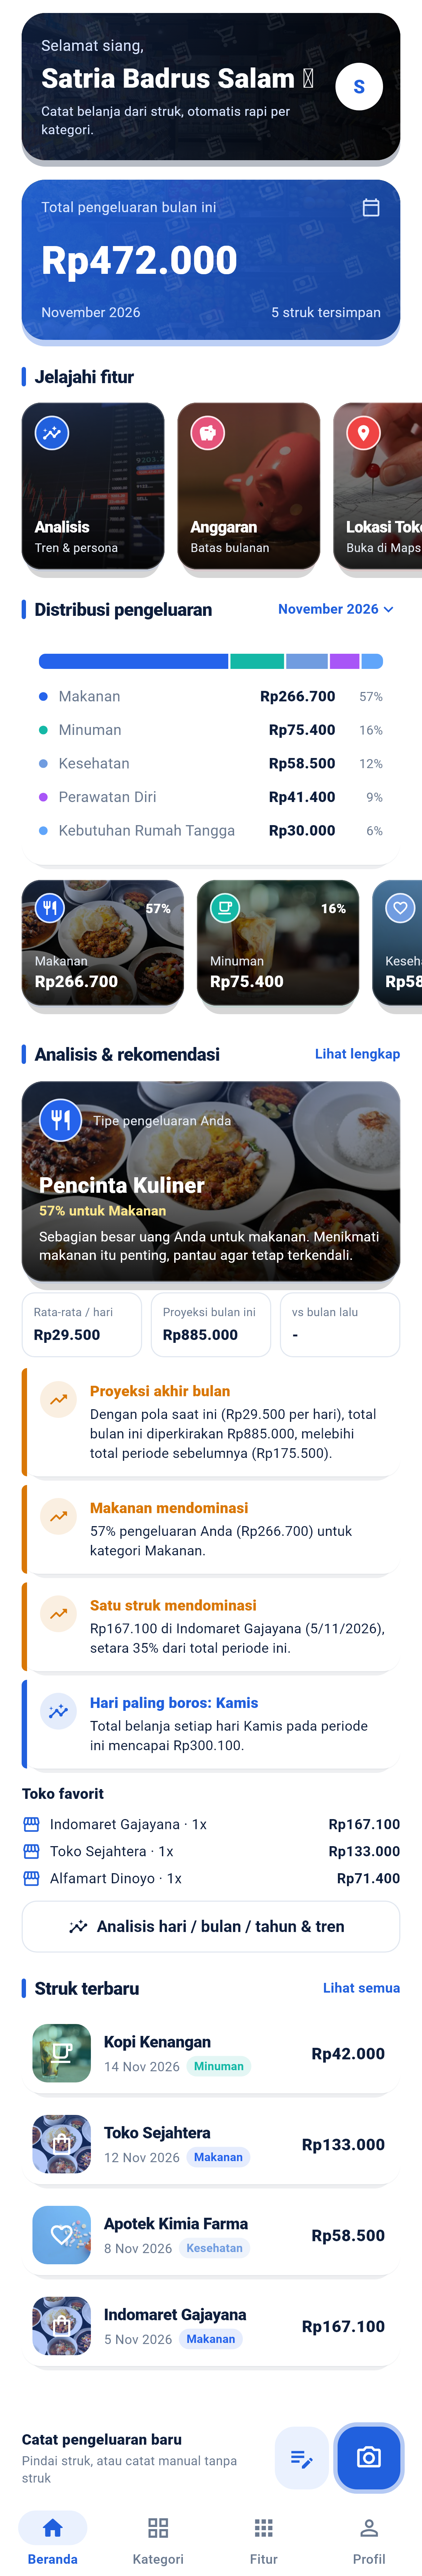 Selamat siang,
Satria Badrus Salam
S
Catat belanja dari struk, otomatis rapi per
kategori.
Total pengeluaran bulan ini
Rp472.000
November 2026
5 struk tersimpan
Jelajahi fitur
Analisis
Tren & persona
Anggaran
Batas bulanan
Lokasi Tok
Buka di Maps
Distribusi pengeluaran
November 2026
Makanan Rp266.700 57%
Minuman Rp75.400 16%
Kesehatan Rp58.500 12%
Perawatan Diri Rp41.400 9%
Kebutuhan Rumah Tangga Rp30.000 6%
57%
Makanan
Rp266.700
16%
Minuman
Rp75.400
Keseh
Rp58
Analisis & rekomendasi
Lihat lengkap
Tipe pengeluaran Anda
Pencinta Kuliner
57% untuk Makanan
Sebagian besar uang Anda untuk makanan. Menikmati
makanan itu penting, pantau agar tetap terkendali.
Rata-rata / hari
Rp29.500
Proyeksi bulan ini
Rp885.000
vs bulan lalu
-
Proyeksi akhir bulan
Dengan pola saat ini (Rp29.500 per hari), total
bulan ini diperkirakan Rp885.000, melebihi
total periode sebelumnya (Rp175.500).
Makanan mendominasi
57% pengeluaran Anda (Rp266.700) untuk
kategori Makanan.
Satu struk mendominasi
Rp167.100 di Indomaret Gajayana (5/11/2026),
setara 35% dari total periode ini.
Hari paling boros: Kamis
Total belanja setiap hari Kamis pada periode
ini mencapai Rp300.100.
Toko favorit
Indomaret Gajayana · 1x Rp167.100
Toko Sejahtera · 1x Rp133.000
Alfamart Dinoyo · 1x Rp71.400
Analisis hari / bulan / tahun & tren
Struk terbaru
Lihat semua
Kopi Kenangan
14 Nov 2026 Minuman
Rp42.000
Toko Sejahtera
12 Nov 2026 Makanan
Rp133.000
Apotek Kimia Farma
8 Nov 2026 Kesehatan
Rp58.500
Indomaret Gajayana
5 Nov 2026 Makanan
Rp167.100
Catat pengeluaran baru
Pindai struk, atau catat manual tanpa
struk
Beranda
Kategori
Fitur
Profil